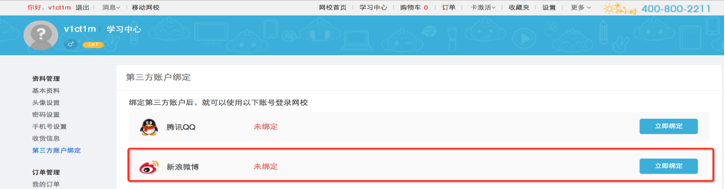 你好，v1ct1m 退出 消息 移动网校 网校首页 学习中心 购物车 0 订单 卡激活 收藏夹 设置 更多 400-800-2211
v1ct1m 学习中心
资料管理
基本资料
头像设置
密码设置
手机号设置
收货信息
第三方账户绑定
订单管理
我的订单
第三方账户绑定
绑定第三方账户后，就可以使用以下账号登录网校
腾讯QQ 未绑定 立即绑定
新浪微博 未绑定 立即绑定